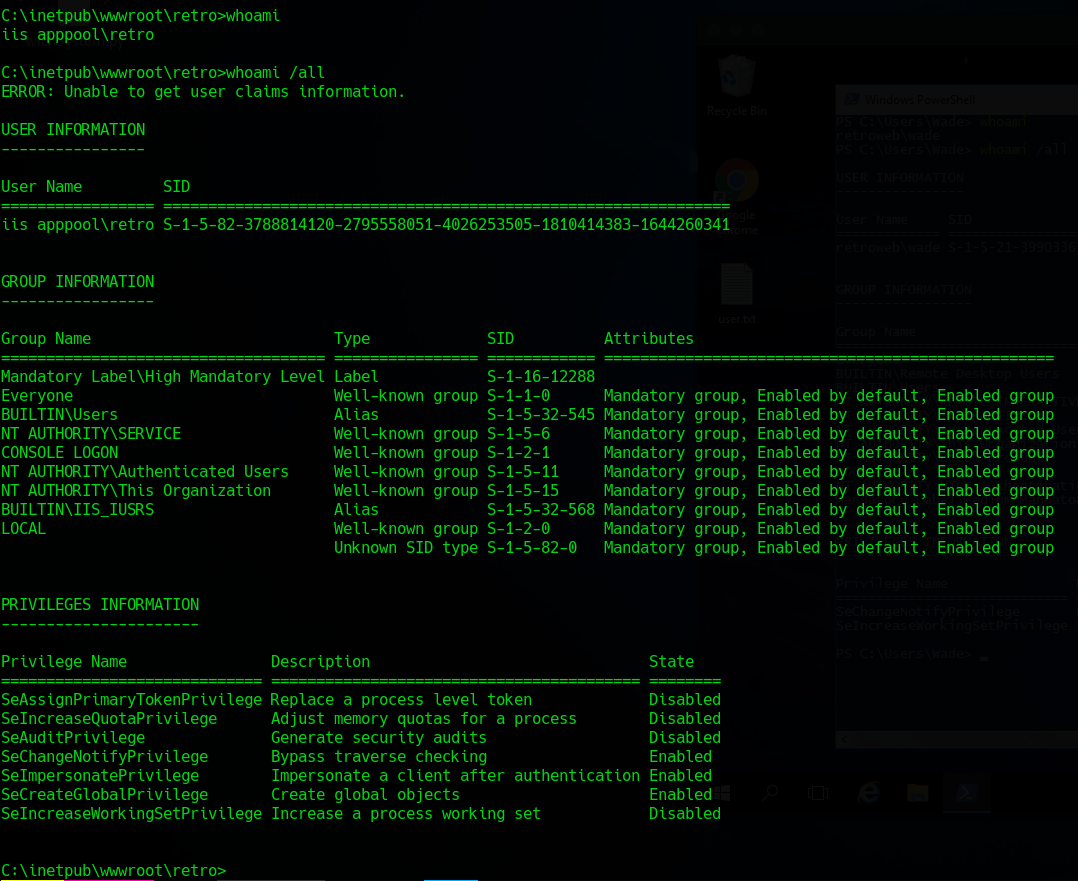 C:\inetpub\wwwroot\retro>whoami
iis apppool\retro
C:\inetpub\wwwroot\retro>whoami /all
ERROR: Unable to get user claims information.
USER INFORMATION
----------------
User Name         SID
================= ===============================================================
iis apppool\retro S-1-5-82-3788814120-2795558051-4026253505-1810414383-1644260341
GROUP INFORMATION
-----------------
Group Name                           Type             SID          Attributes
==================================== ================ ============ ==================================================
Mandatory Label\High Mandatory Level Label            S-1-16-12288
Everyone                             Well-known group S-1-1-0      Mandatory group, Enabled by default, Enabled group
BUILTIN\Users                        Alias            S-1-5-32-545 Mandatory group, Enabled by default, Enabled group
NT AUTHORITY\SERVICE                 Well-known group S-1-5-6      Mandatory group, Enabled by default, Enabled group
CONSOLE LOGON                        Well-known group S-1-2-1      Mandatory group, Enabled by default, Enabled group
NT AUTHORITY\Authenticated Users     Well-known group S-1-5-11     Mandatory group, Enabled by default, Enabled group
NT AUTHORITY\This Organization       Well-known group S-1-5-15     Mandatory group, Enabled by default, Enabled group
BUILTIN\IIS_IUSRS                    Alias            S-1-5-32-568 Mandatory group, Enabled by default, Enabled group
LOCAL                                Well-known group S-1-2-0      Mandatory group, Enabled by default, Enabled group
                                     Unknown SID type S-1-5-82-0   Mandatory group, Enabled by default, Enabled group
PRIVILEGES INFORMATION
----------------------
Privilege Name                Description                               State
============================= ========================================= ========
SeAssignPrimaryTokenPrivilege Replace a process level token             Disabled
SeIncreaseQuotaPrivilege      Adjust memory quotas for a process        Disabled
SeAuditPrivilege              Generate security audits                  Disabled
SeChangeNotifyPrivilege       Bypass traverse checking                  Enabled
SeImpersonatePrivilege        Impersonate a client after authentication Enabled
SeCreateGlobalPrivilege       Create global objects                     Enabled
SeIncreaseWorkingSetPrivilege Increase a process working set            Disabled
C:\inetpub\wwwroot\retro>
Recycle Bin
user.txt
Windows PowerShell
PS C:\Users\Wade> whoami
retroweb\wade
PS C:\Users\Wade> whoami /all
USER INFORMATION
User Name     SID
retroweb\wade S-1-5-21-3990336
GROUP INFORMATION
Group Name
BUILTIN\Remote Desktop Users
Privilege Name
SeChangeNotifyPrivilege
SeIncreaseWorkingSetPrivilege
PS C:\Users\Wade> _